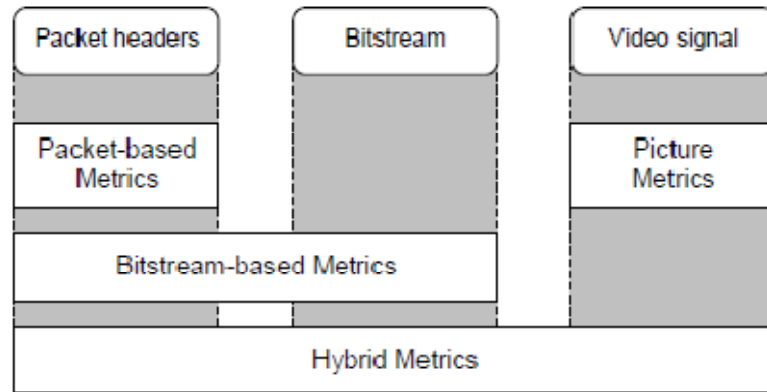 Packet headers
Bitstream
Video signal
Packet-based
Metrics
Picture
Metrics
Bitstream-based Metrics
Hybrid Metrics